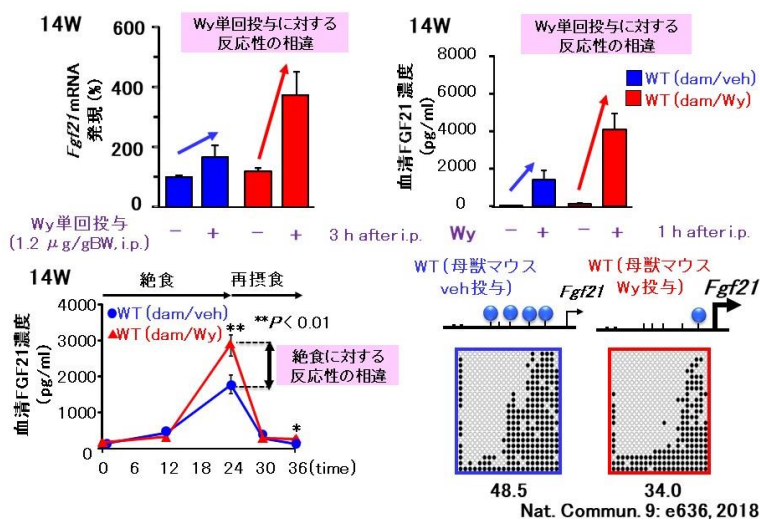 14W
Wy単回投与に対する
反応性の相違
Fgf21 mRNA
発現(%)
600
400
200
0
Wy単回投与
(1.2 μg/gBW, i.p.)
− + − +
3 h after i.p.
14W
Wy単回投与に対する
反応性の相違
血清FGF21濃度
(pg/ml)
8000
6000
4000
2000
0
WT (dam/veh)
WT (dam/Wy)
Wy − + − +
1 h after i.p.
14W
絶食 再摂食
血清FGF21濃度
(pg/ml)
4000
3000
2000
1000
0
WT (dam/veh)
WT (dam/Wy)
**
**P< 0.01
絶食に対する
反応性の相違
*
0 6 12 18 24 30 36(time)
WT (母獣マウス
veh投与)
Fgf21
WT (母獣マウス
Wy投与)
Fgf21
48.5
34.0
Nat. Commun. 9: e636, 2018